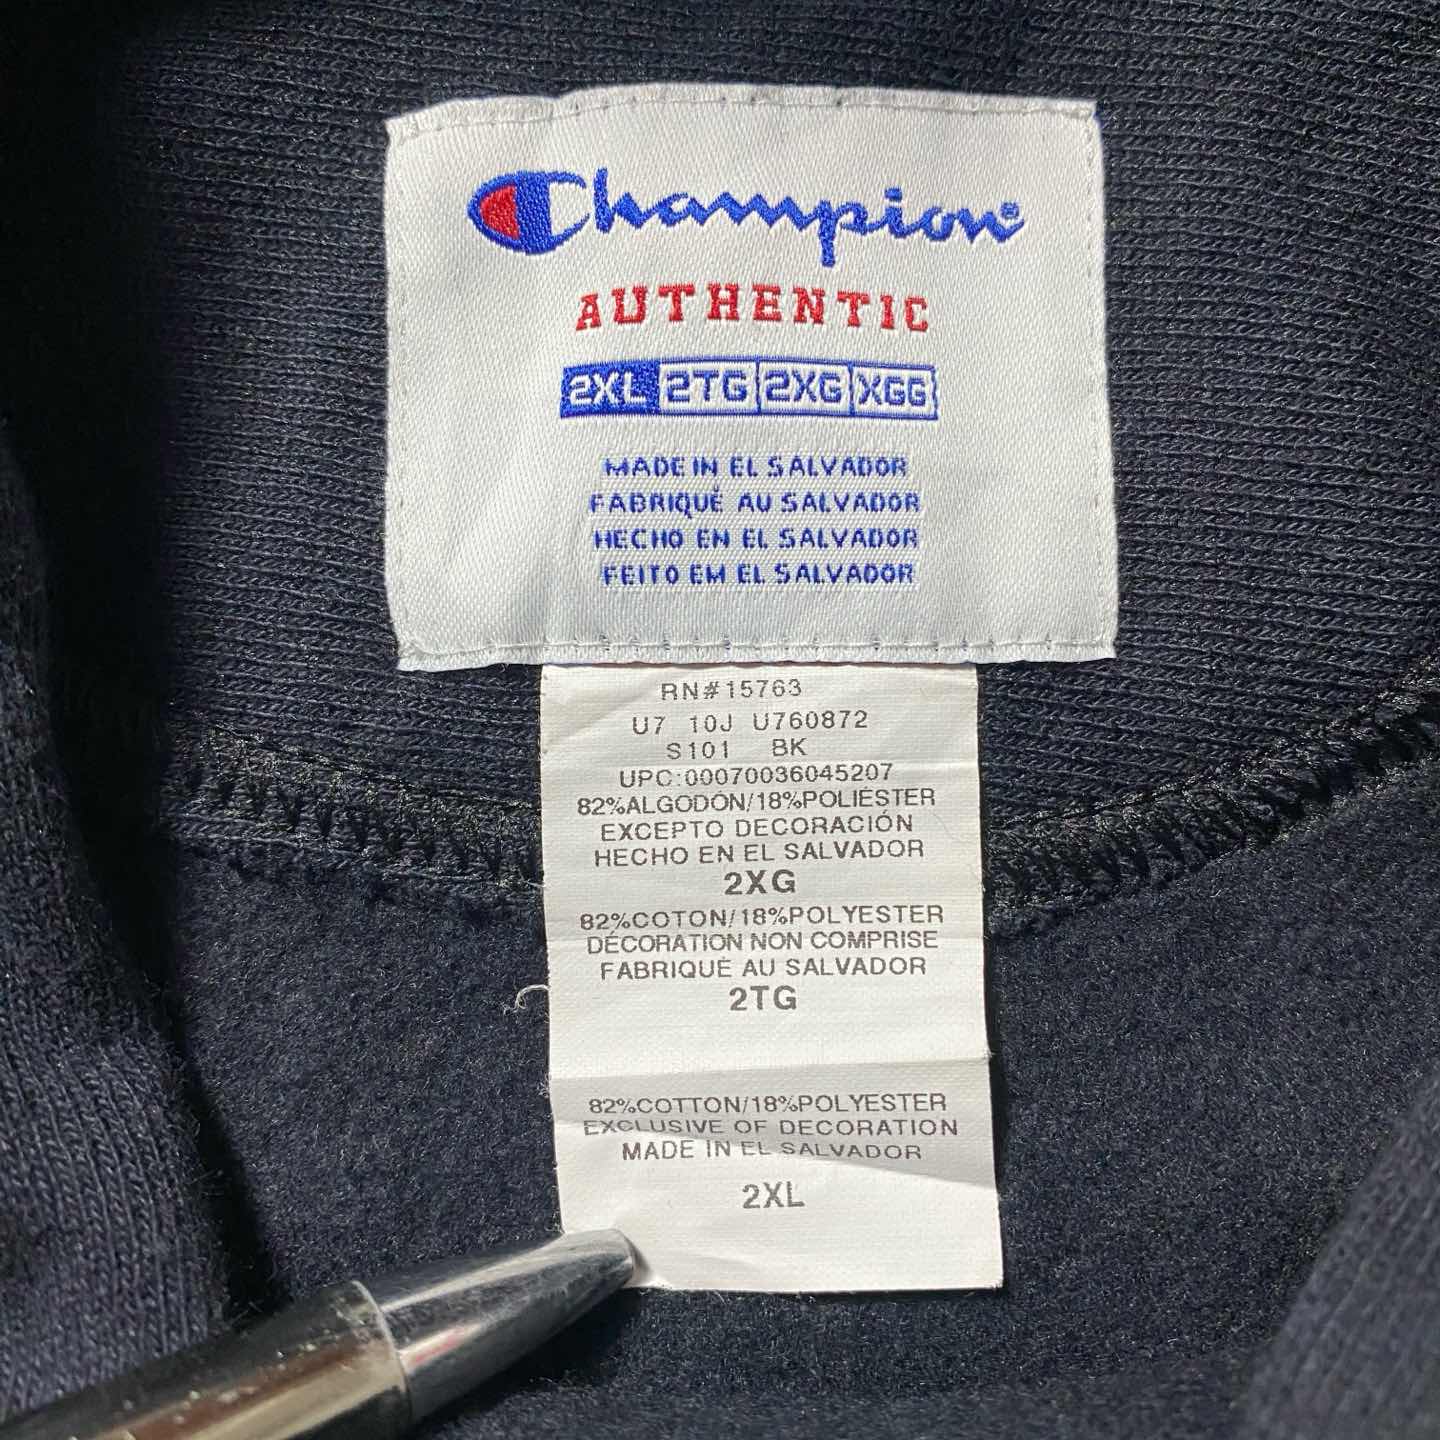 Champion®
AUTHENTIC
2XL 2TG 2XG XGG
MADE IN EL SALVADOR
FABRIQUÉ AU SALVADOR
HECHO EN EL SALVADOR
FEITO EM EL SALVADOR
RN#15763
U7 10J U760872
S101 BK
UPC:00070036045207
82%ALGODÓN/18%POLIÉSTER
EXCEPTO DECORACIÓN
HECHO EN EL SALVADOR
2XG
82%COTON/18%POLYESTER
DÉCORATION NON COMPRISE
FABRIQUÉ AU SALVADOR
2TG
82%COTTON/18%POLYESTER
EXCLUSIVE OF DECORATION
MADE IN EL SALVADOR
2XL